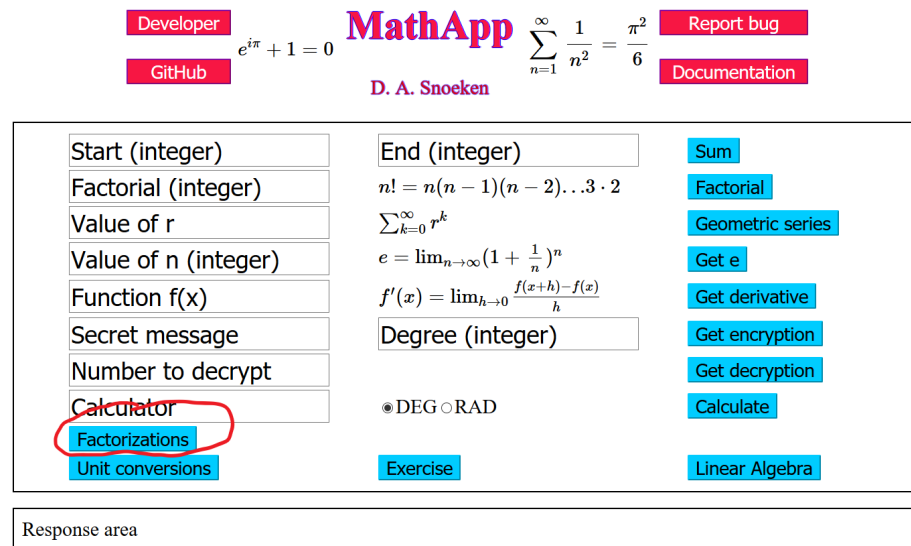 Developer
GitHub
e^{iπ} + 1 = 0
MathApp
D. A. Snoeken
∑_{n=1}^{∞} 1/n² = π²/6
Report bug
Documentation
Start (integer) End (integer) Sum
Factorial (integer) n! = n(n − 1)(n − 2)…3 · 2 Factorial
Value of r ∑_{k=0}^{∞} r^k Geometric series
Value of n (integer) e = lim_{n→∞}(1 + 1/n)^n Get e
Function f(x) f′(x) = lim_{h→0} f(x+h)−f(x)/h Get derivative
Secret message Degree (integer) Get encryption
Number to decrypt Get decryption
Calculator DEG RAD Calculate
Factorizations
Unit conversions Exercise Linear Algebra
Response area